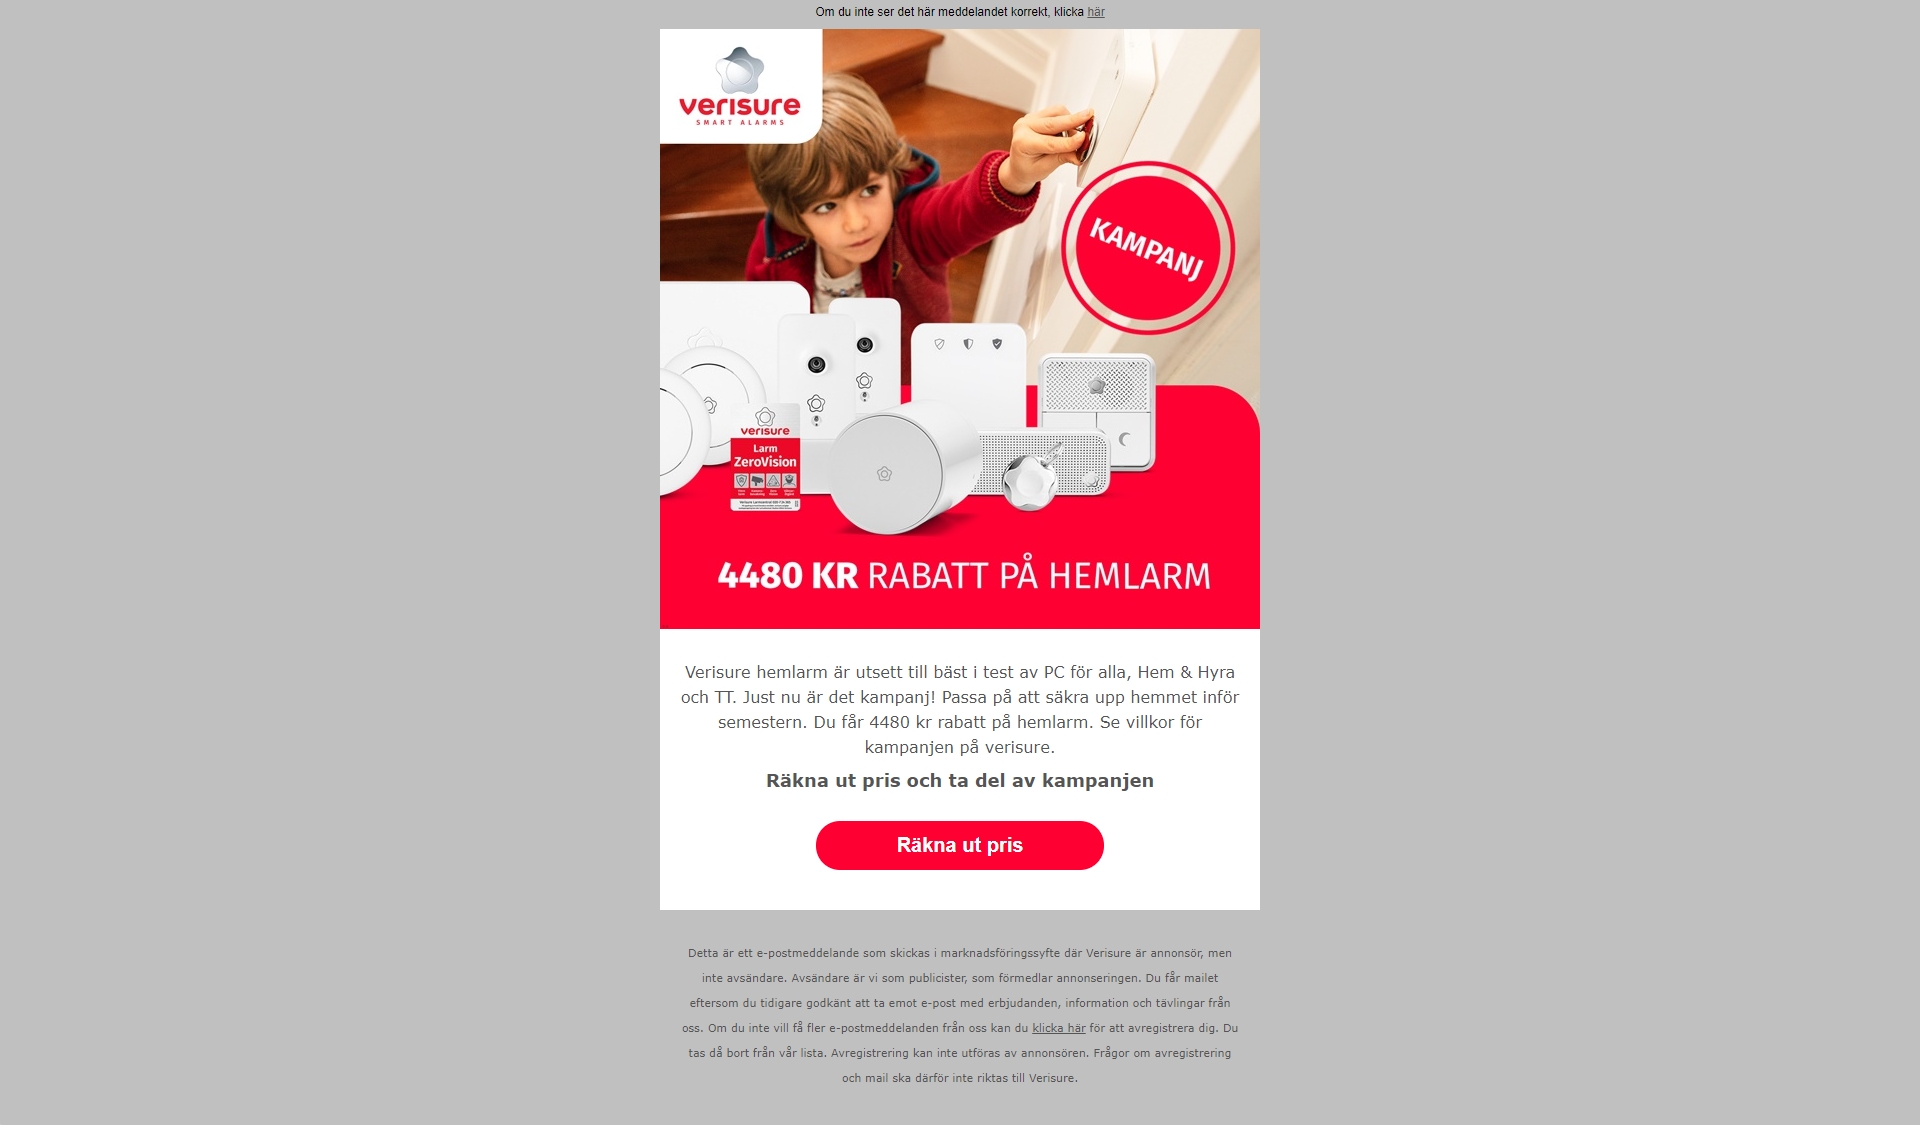 Om du inte ser det här meddelandet korrekt, klicka här
verisure
SMART ALARMS
KAMPANJ
verisure
Larm
ZeroVision
4480 KR RABATT PÅ HEMLARM
Verisure hemlarm är utsett till bäst i test av PC för alla, Hem & Hyra
och TT. Just nu är det kampanj! Passa på att säkra upp hemmet inför
semestern. Du får 4480 kr rabatt på hemlarm. Se villkor för
kampanjen på verisure.
Räkna ut pris och ta del av kampanjen
Räkna ut pris
Detta är ett e-postmeddelande som skickas i marknadsföringssyfte där Verisure är annonsör, men
inte avsändare. Avsändare är vi som publicister, som förmedlar annonseringen. Du får mailet
eftersom du tidigare godkänt att ta emot e-post med erbjudanden, information och tävlingar från
oss. Om du inte vill få fler e-postmeddelanden från oss kan du klicka här för att avregistrera dig. Du
tas då bort från vår lista. Avregistrering kan inte utföras av annonsören. Frågor om avregistrering
och mail ska därför inte riktas till Verisure.